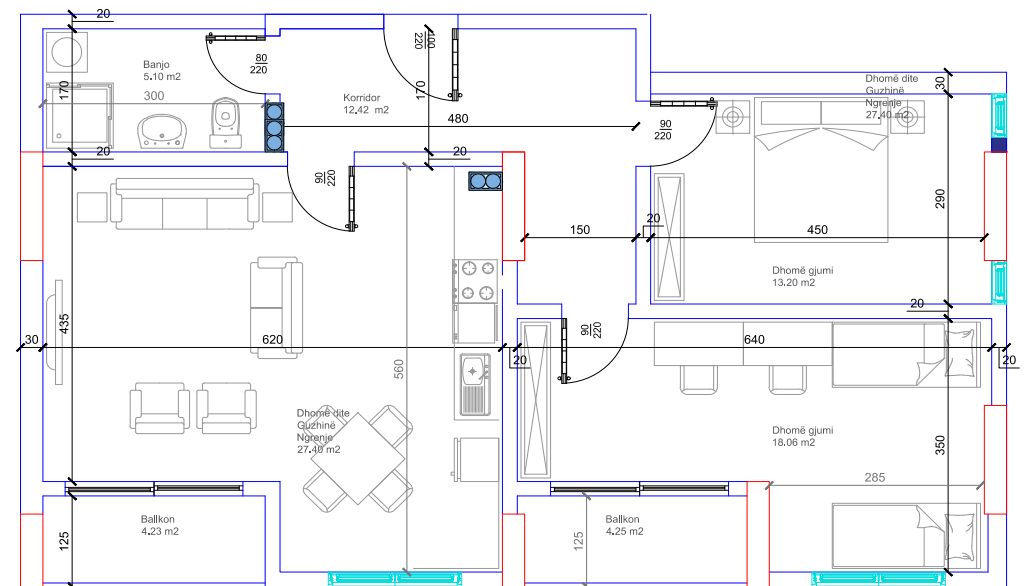 20
Banjo
5.10 m2
300
170
20
80
220
100
220
170
Korridor
12.42 m2
480
20
90
220
90
220
Dhomë dite
Guzhinë
Ngrenje
27.40 m2
30
290
150
20
450
Dhomë gjumi
13.20 m2
20
30
435
620
560
20
90
220
640
20
Dhomë dite
Guzhinë
Ngrenje
27.40 m2
Dhomë gjumi
18.06 m2
350
285
Ballkon
4.23 m2
125
Ballkon
4.25 m2
125